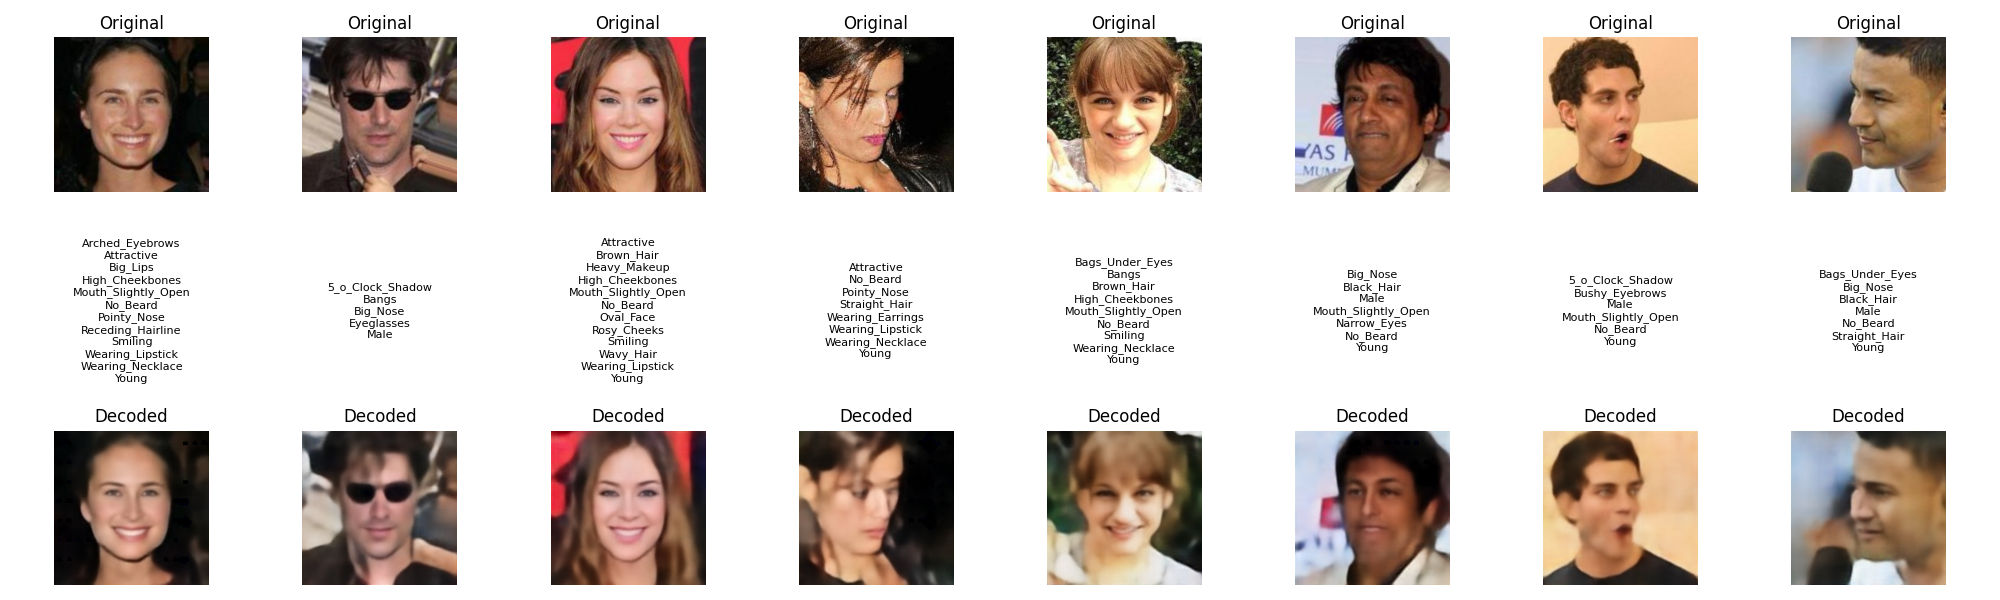 Original
Original
Original
Original
Original
Original
Original
Original
YAS
MUM
Arched_Eyebrows
Attractive
Big_Lips
High_Cheekbones
Mouth_Slightly_Open
No_Beard
Pointy_Nose
Receding_Hairline
Smiling
Wearing_Lipstick
Wearing_Necklace
Young
5_o_Clock_Shadow
Bangs
Big_Nose
Eyeglasses
Male
Attractive
Brown_Hair
Heavy_Makeup
High_Cheekbones
Mouth_Slightly_Open
No_Beard
Oval_Face
Rosy_Cheeks
Smiling
Wavy_Hair
Wearing_Lipstick
Young
Attractive
No_Beard
Pointy_Nose
Straight_Hair
Wearing_Earrings
Wearing_Lipstick
Wearing_Necklace
Young
Bags_Under_Eyes
Bangs
Brown_Hair
High_Cheekbones
Mouth_Slightly_Open
No_Beard
Smiling
Wearing_Necklace
Young
Big_Nose
Black_Hair
Male
Mouth_Slightly_Open
Narrow_Eyes
No_Beard
Young
5_o_Clock_Shadow
Bushy_Eyebrows
Male
Mouth_Slightly_Open
No_Beard
Young
Bags_Under_Eyes
Big_Nose
Black_Hair
Male
No_Beard
Straight_Hair
Young
Decoded
Decoded
Decoded
Decoded
Decoded
Decoded
Decoded
Decoded